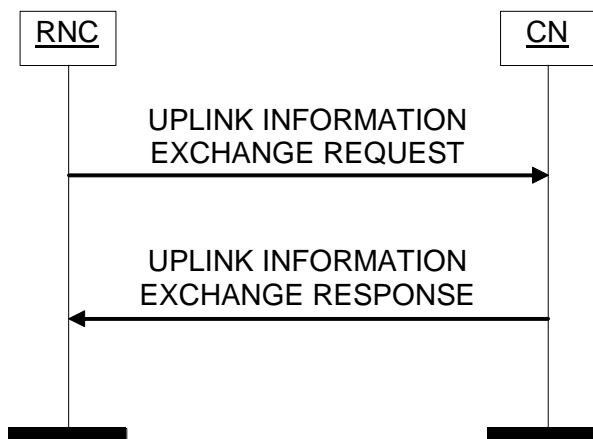 RNC
CN
UPLINK INFORMATION
EXCHANGE REQUEST
UPLINK INFORMATION
EXCHANGE RESPONSE